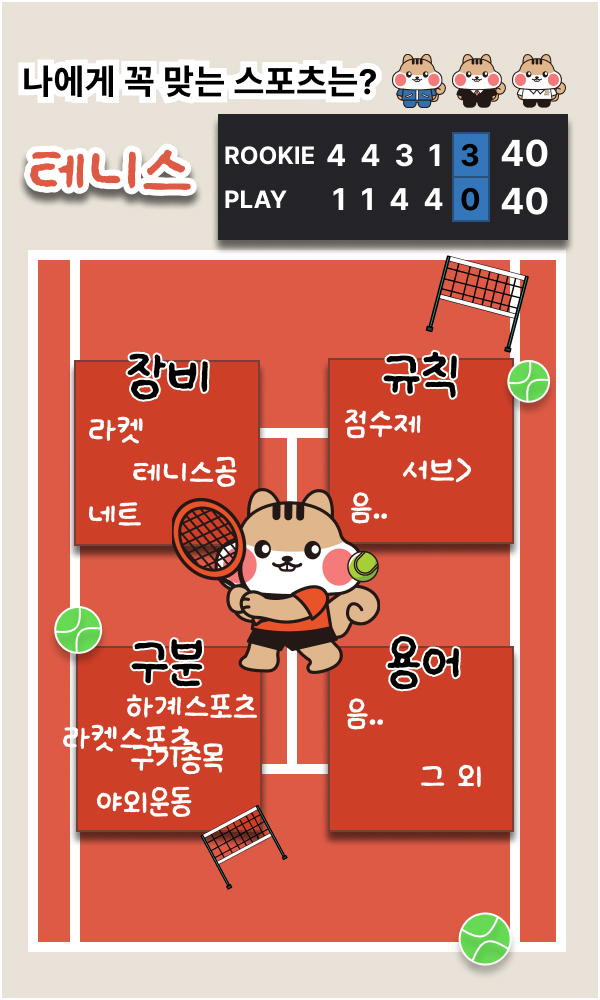 나에게 꼭 맞는 스포츠는?
테니스
ROOKIE 4 4 3 1 3 40
PLAY 1 1 4 4 0 40
장비
라켓
테니스공
네트
규칙
점수제
서브>
음..
구분
하계스포츠
라켓스포츠
구기종목
야외운동
용어
음..
그 외